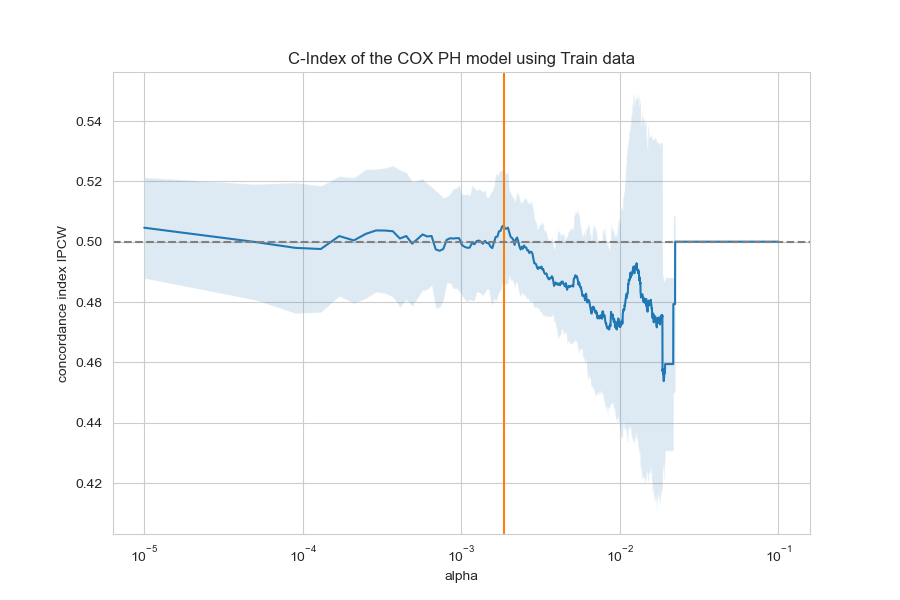 C-Index of the COX PH model using Train data
concordance index IPCW
0.54
0.52
0.50
0.48
0.46
0.44
0.42
10⁻⁵ 10⁻⁴ 10⁻³ 10⁻² 10⁻¹
alpha